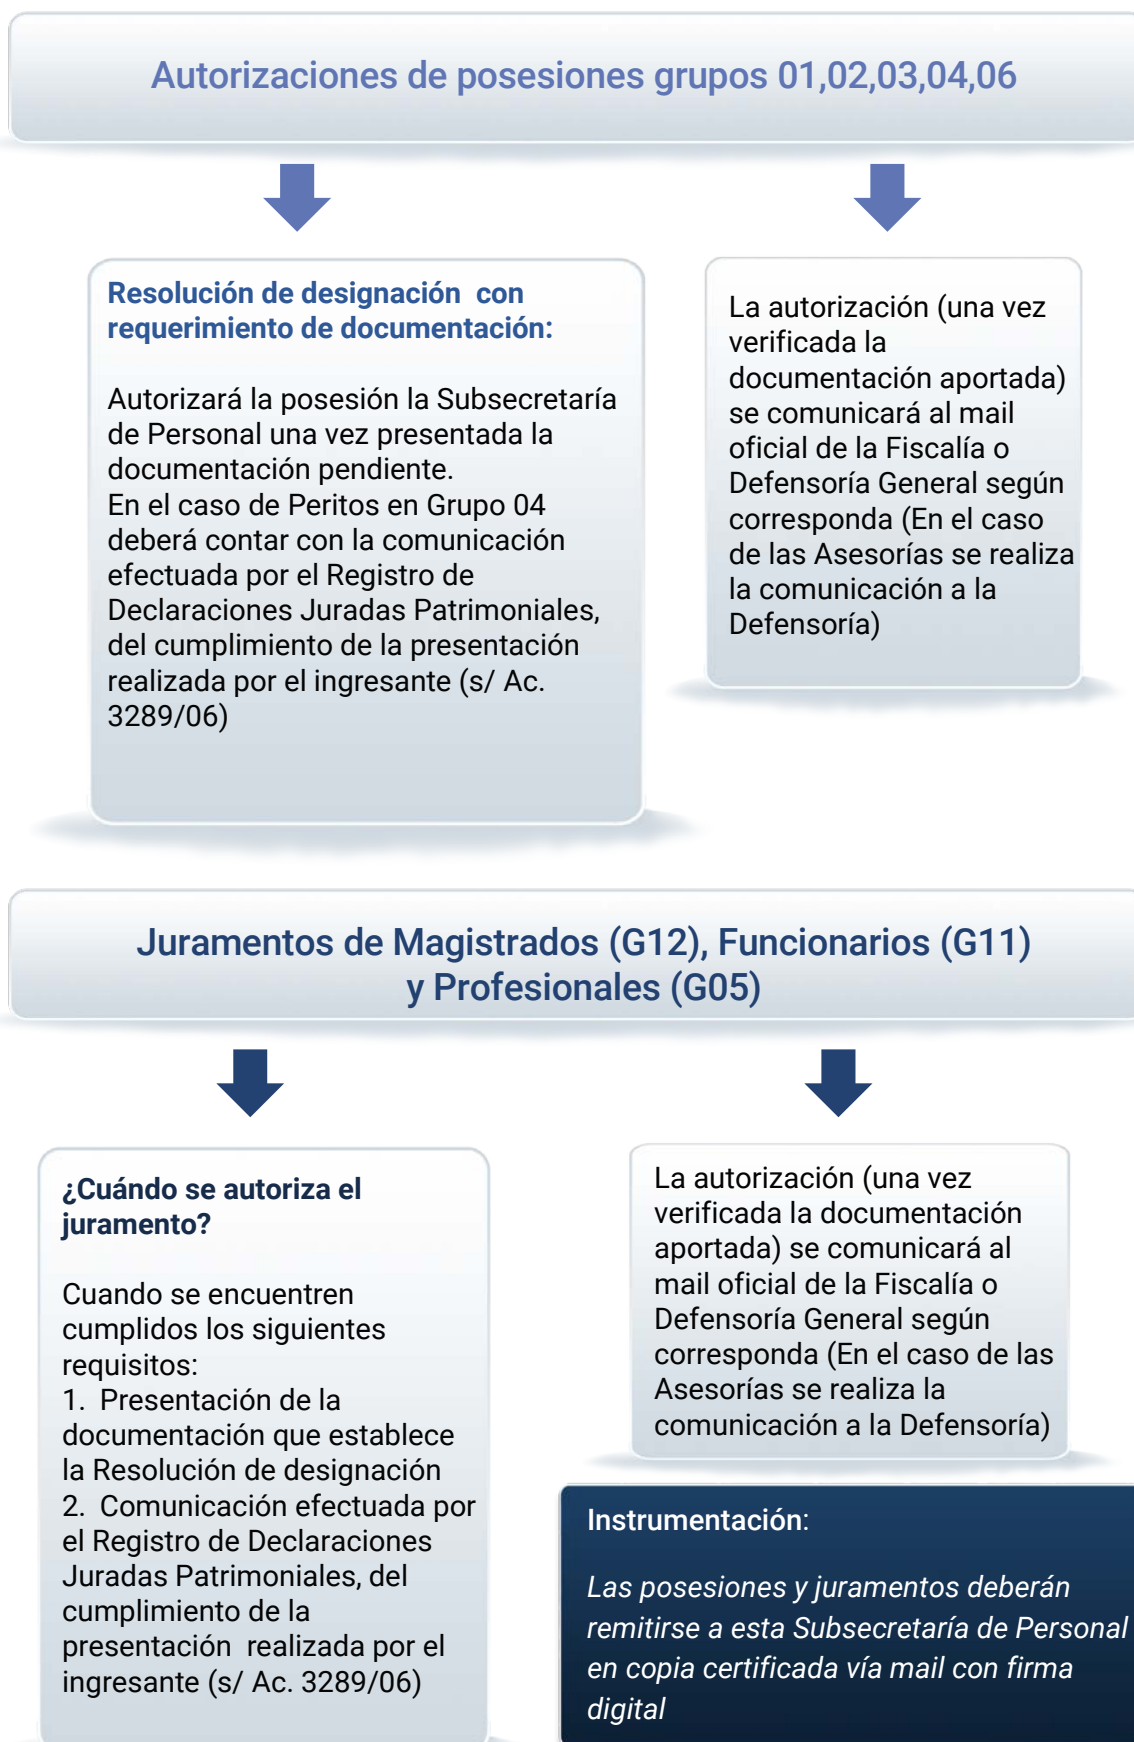 Autorizaciones de posesiones grupos 01,02,03,04,06
Resolución de designación con
requerimiento de documentación:
Autorizará la posesión la Subsecretaría
de Personal una vez presentada la
documentación pendiente.
En el caso de Peritos en Grupo 04
deberá contar con la comunicación
efectuada por el Registro de
Declaraciones Juradas Patrimoniales,
del cumplimiento de la presentación
realizada por el ingresante (s/ Ac.
3289/06)
La autorización (una vez
verificada la
documentación aportada)
se comunicará al mail
oficial de la Fiscalía o
Defensoría General según
corresponda (En el caso
de las Asesorías se realiza
la comunicación a la
Defensoría)
Juramentos de Magistrados (G12), Funcionarios (G11)
y Profesionales (G05)
¿Cuándo se autoriza el
juramento?
Cuando se encuentren
cumplidos los siguientes
requisitos:
1. Presentación de la
documentación que establece
la Resolución de designación
2. Comunicación efectuada por
el Registro de Declaraciones
Juradas Patrimoniales, del
cumplimiento de la
presentación realizada por el
ingresante (s/ Ac. 3289/06)
La autorización (una vez
verificada la documentación
aportada) se comunicará al
mail oficial de la Fiscalía o
Defensoría General según
corresponda (En el caso de las
Asesorías se realiza la
comunicación a la Defensoría)
Instrumentación:
Las posesiones y juramentos deberán
remitirse a esta Subsecretaría de Personal
en copia certificada vía mail con firma
digital